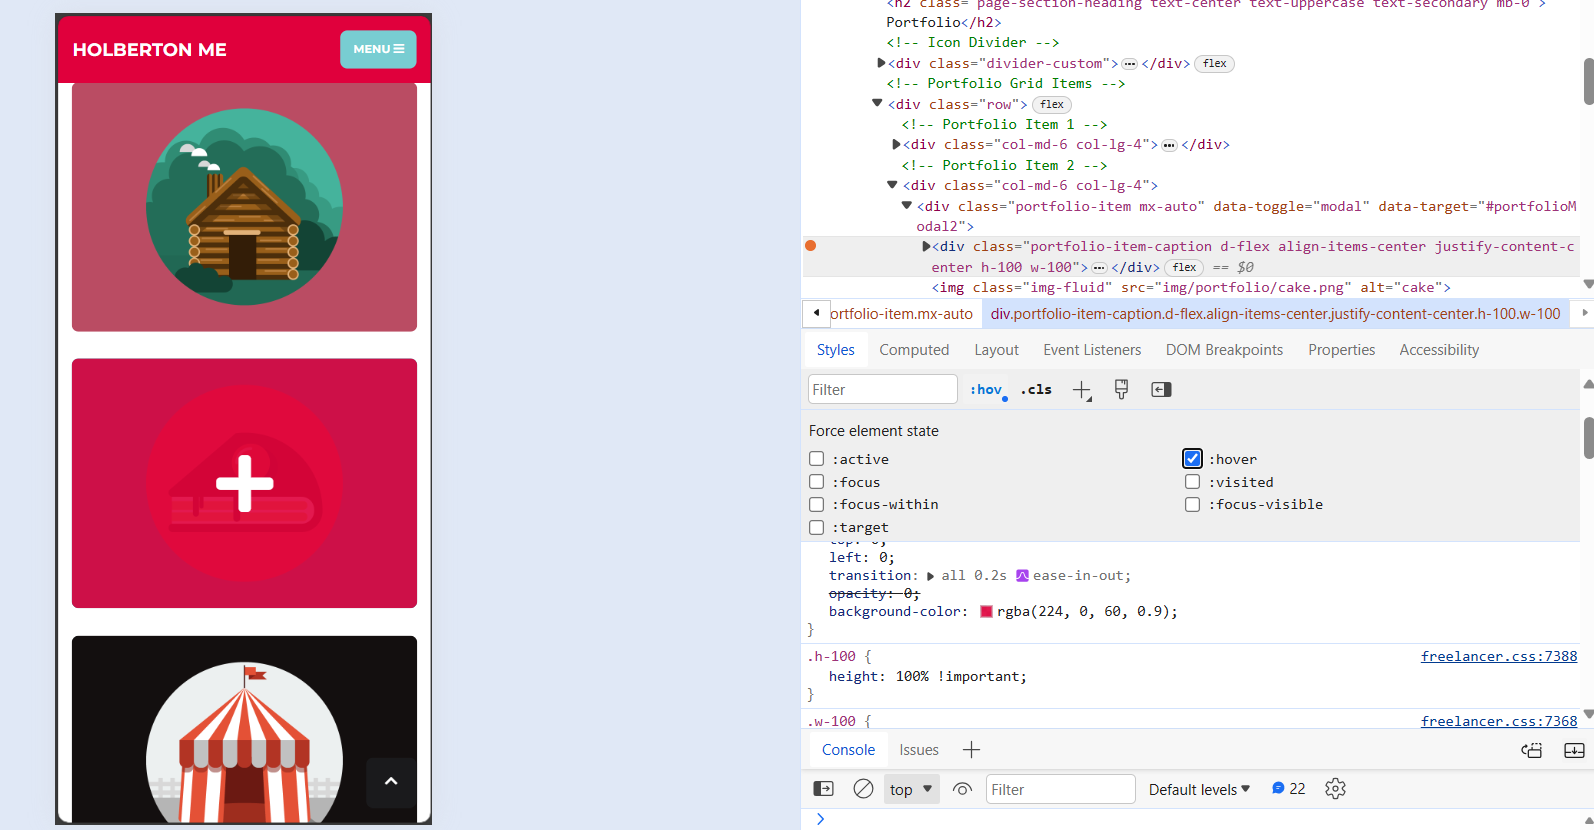 HOLBERTON ME
MENU
<h2 class="page-section-heading text-center text-uppercase text-secondary mb-0">
Portfolio</h2>
<!-- Icon Divider -->
<div class="divider-custom"> ⋯ </div> flex
<!-- Portfolio Grid Items -->
<div class="row"> flex
<!-- Portfolio Item 1 -->
<div class="col-md-6 col-lg-4"> ⋯ </div>
<!-- Portfolio Item 2 -->
<div class="col-md-6 col-lg-4">
<div class="portfolio-item mx-auto" data-toggle="modal" data-target="#portfolioM
odal2">
<div class="portfolio-item-caption d-flex align-items-center justify-content-c
enter h-100 w-100"> ⋯ </div> flex == $0
<img class="img-fluid" src="img/portfolio/cake.png" alt="cake">
ortfolio-item.mx-auto div.portfolio-item-caption.d-flex.align-items-center.justify-content-center.h-100.w-100
Styles Computed Layout Event Listeners DOM Breakpoints Properties Accessibility
Filter :hov .cls
Force element state
:active :hover
:focus :visited
:focus-within :focus-visible
:target
top: 0;
left: 0;
transition: all 0.2s ease-in-out;
opacity: 0;
background-color: rgba(224, 0, 60, 0.9);
}
.h-100 { freelancer.css:7388
height: 100% !important;
}
.w-100 { freelancer.css:7368
Console Issues
top Filter Default levels 22